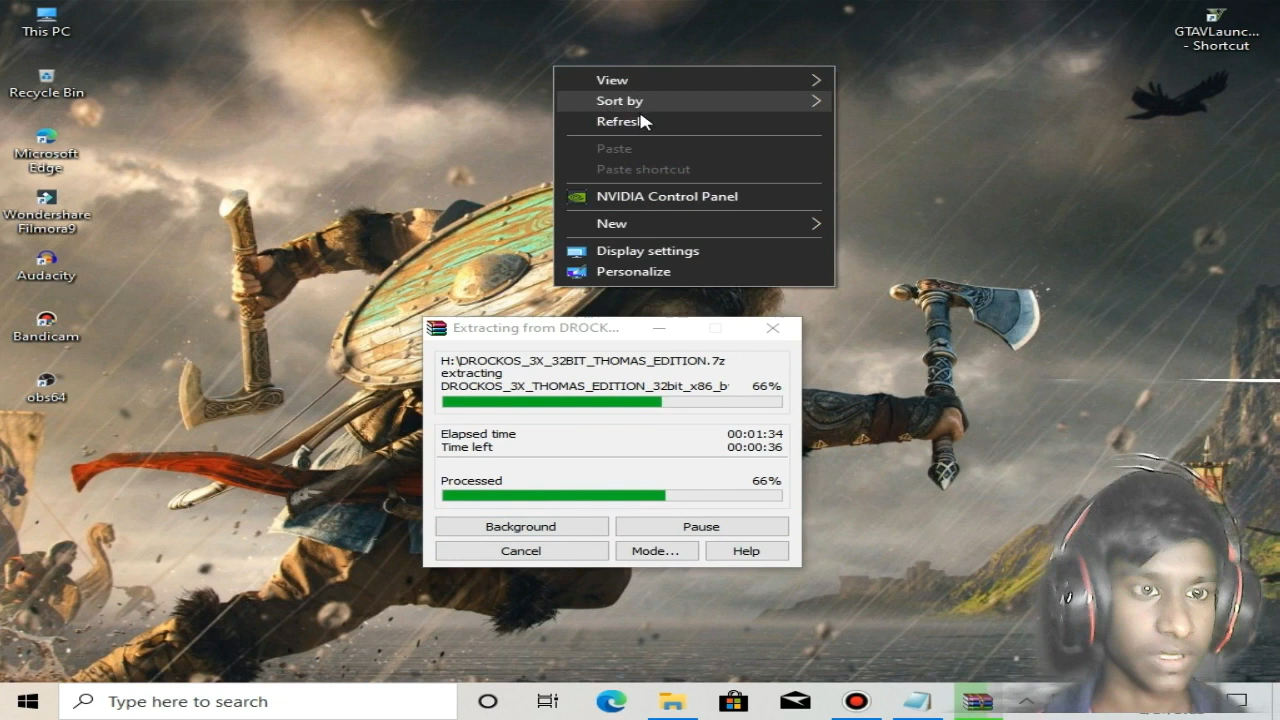 This PC
Recycle Bin
Microsoft
Edge
Wondershare
Filmora9
Audacity
Bandicam
obs64
GTAVLaunc...
- Shortcut
View
Sort by
Refresh
Paste
Paste shortcut
NVIDIA Control Panel
New
Display settings
Personalize
Extracting from DROCK...
H:\DROCKOS_3X_32BIT_THOMAS_EDITION.7z
extracting
DROCKOS_3X_THOMAS_EDITION_32bit_x86_b 66%
Elapsed time 00:01:34
Time left 00:00:36
Processed 66%
Background Pause
Cancel Mode... Help
Type here to search